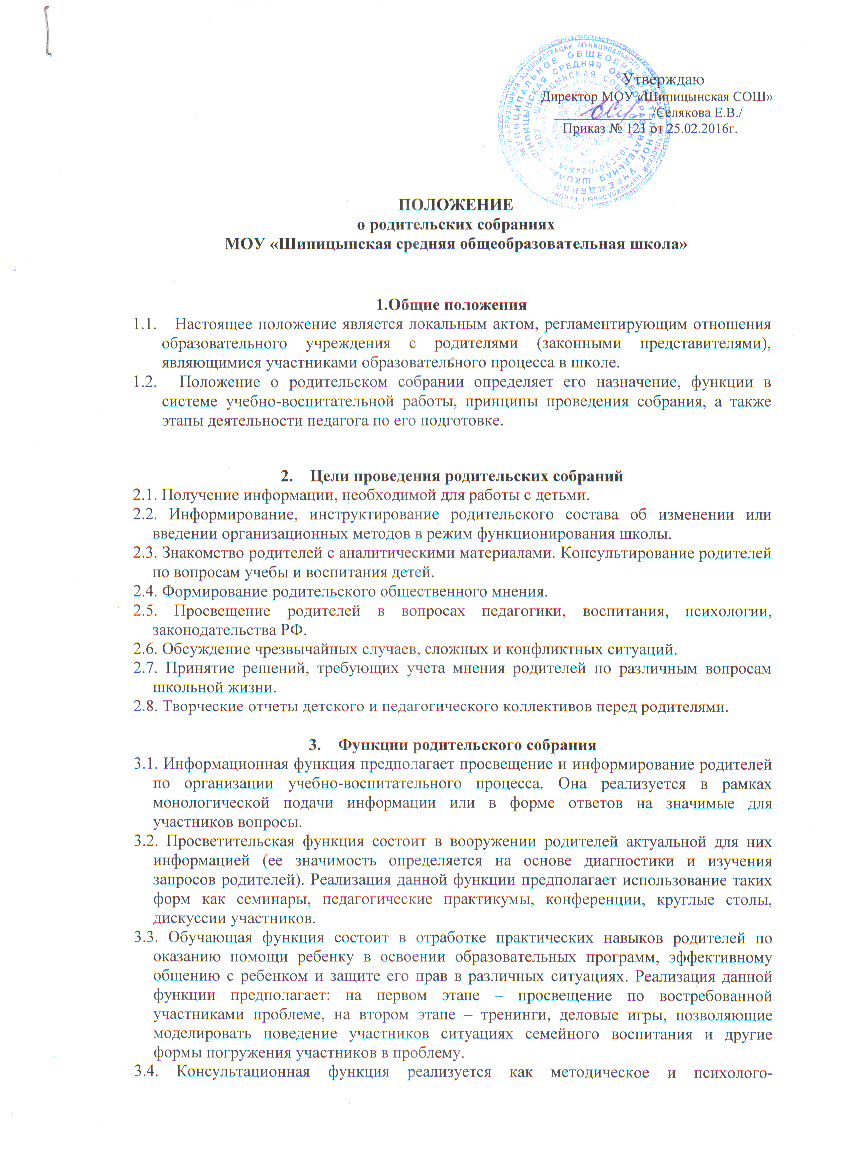 Утверждаю
Директор МОУ «Шипицынская СОШ»
/Селякова Е.В./
Приказ № 121 от 25.02.2016г.
ПОЛОЖЕНИЕ
о родительских собраниях
МОУ «Шипицынская средняя общеобразовательная школа»
1.Общие положения
1.1. Настоящее положение является локальным актом, регламентирующим отношения
образовательного учреждения с родителями (законными представителями),
являющимися участниками образовательного процесса в школе.
1.2. Положение о родительском собрании определяет его назначение, функции в
системе учебно-воспитательной работы, принципы проведения собрания, а также
этапы деятельности педагога по его подготовке.
2. Цели проведения родительских собраний
2.1. Получение информации, необходимой для работы с детьми.
2.2. Информирование, инструктирование родительского состава об изменении или
введении организационных методов в режим функционирования школы.
2.3. Знакомство родителей с аналитическими материалами. Консультирование родителей
по вопросам учебы и воспитания детей.
2.4. Формирование родительского общественного мнения.
2.5. Просвещение родителей в вопросах педагогики, воспитания, психологии,
законодательства РФ.
2.6. Обсуждение чрезвычайных случаев, сложных и конфликтных ситуаций.
2.7. Принятие решений, требующих учета мнения родителей по различным вопросам
школьной жизни.
2.8. Творческие отчеты детского и педагогического коллективов перед родителями.
3. Функции родительского собрания
3.1. Информационная функция предполагает просвещение и информирование родителей
по организации учебно-воспитательного процесса. Она реализуется в рамках
монологической подачи информации или в форме ответов на значимые для
участников вопросы.
3.2. Просветительская функция состоит в вооружении родителей актуальной для них
информацией (ее значимость определяется на основе диагностики и изучения
запросов родителей). Реализация данной функции предполагает использование таких
форм как семинары, педагогические практикумы, конференции, круглые столы,
дискуссии участников.
3.3. Обучающая функция состоит в отработке практических навыков родителей по
оказанию помощи ребенку в освоении образовательных программ, эффективному
общению с ребенком и защите его прав в различных ситуациях. Реализация данной
функции предполагает: на первом этапе – просвещение по востребованной
участниками проблеме, на втором этапе – тренинги, деловые игры, позволяющие
моделировать поведение участников ситуациях семейного воспитания и другие
формы погружения участников в проблему.
3.4. Консультационная функция реализуется как методическое и психолого-